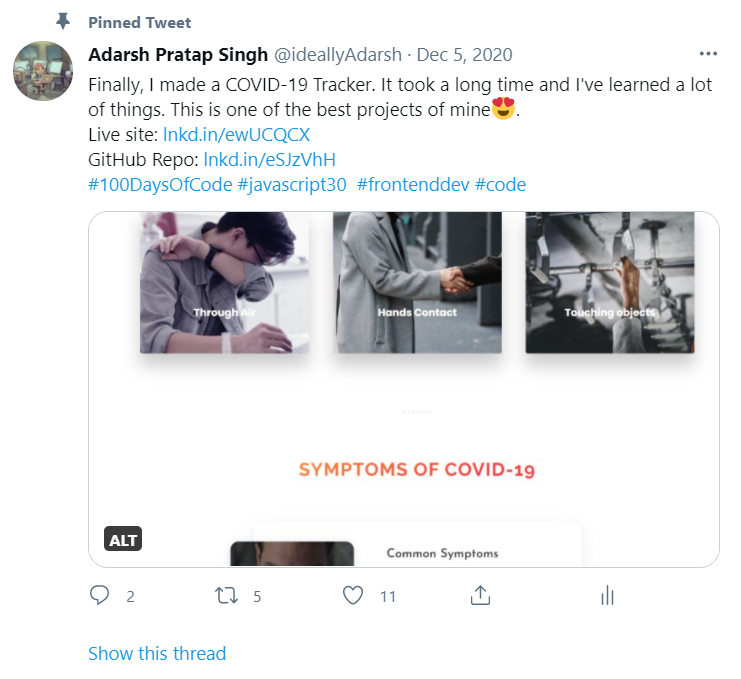 Pinned Tweet
Adarsh Pratap Singh @ideallyAdarsh · Dec 5, 2020
Finally, I made a COVID-19 Tracker. It took a long time and I've learned a lot
of things. This is one of the best projects of mine😍.
Live site: lnkd.in/ewUCQCX
GitHub Repo: lnkd.in/eSJzVhH
#100DaysOfCode #javascript30 #frontenddev #code
Through Air
Hands Contact
Touching objects
SYMPTOMS OF COVID-19
Common Symptoms
ALT
2
5
11
Show this thread